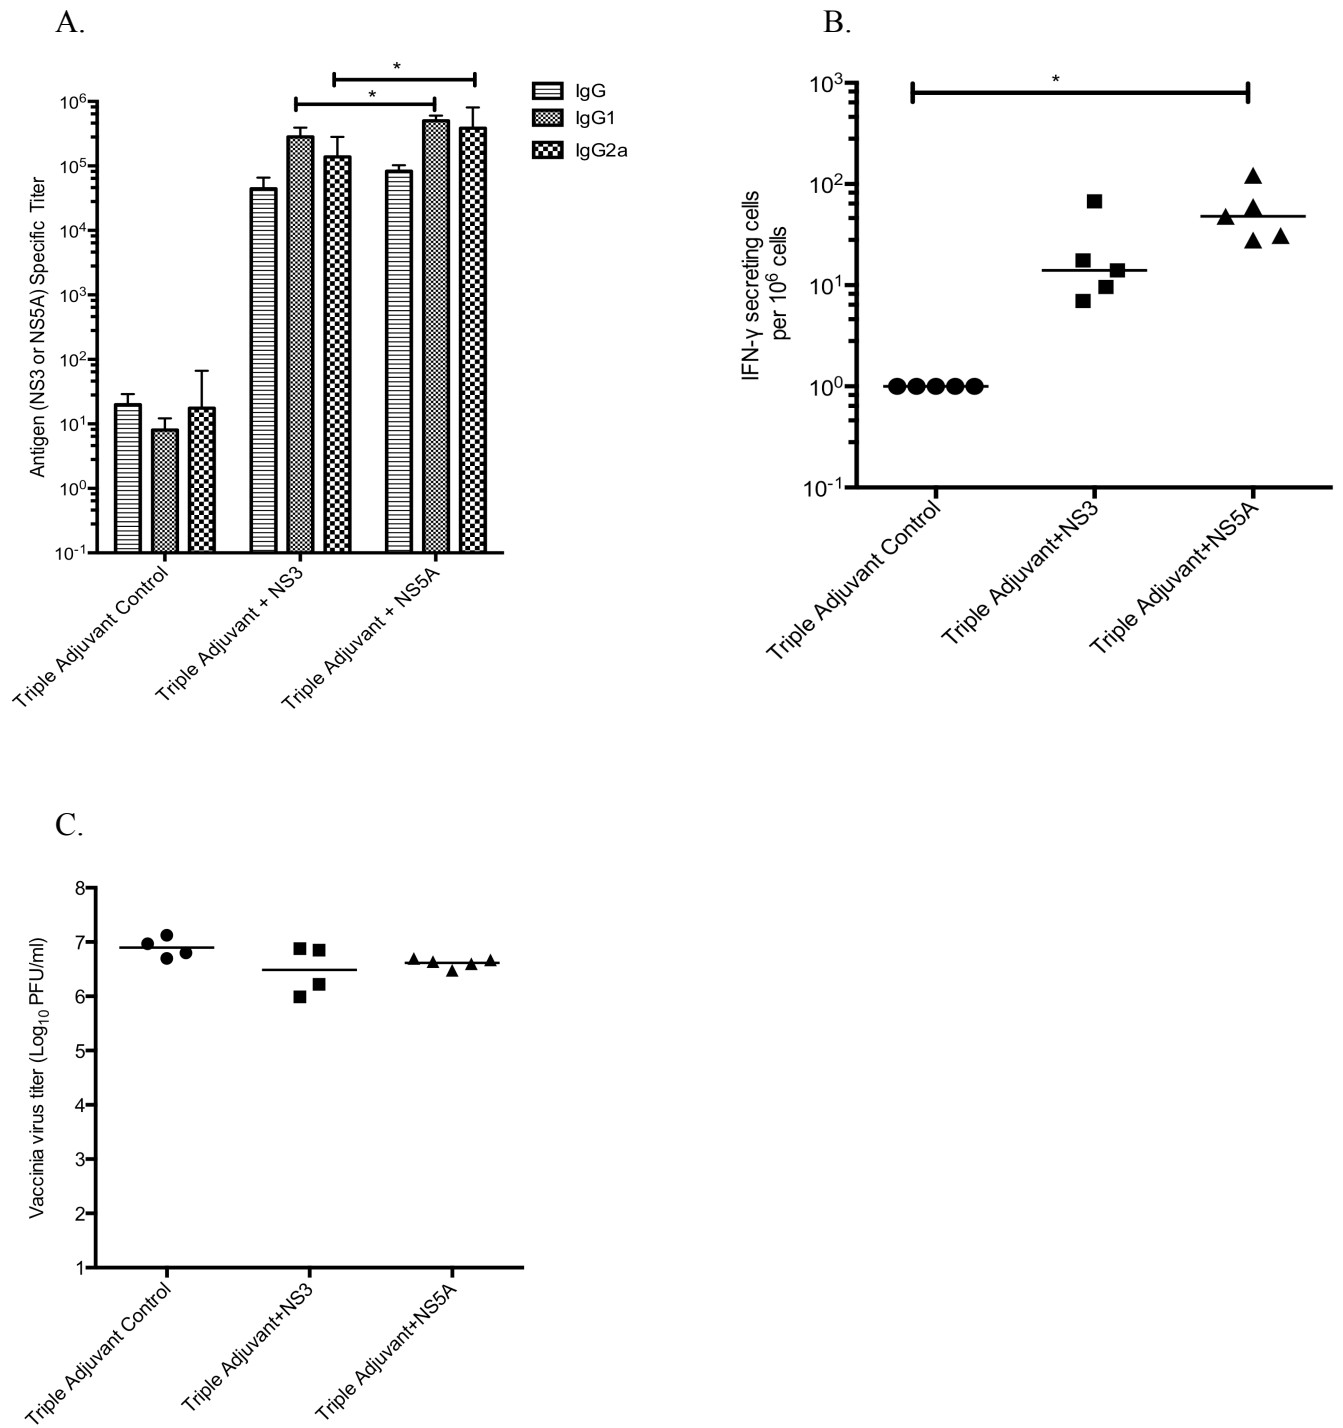 A.
*
*
IgG
IgG1
IgG2a
10⁶
10⁵
10⁴
10³
10²
10¹
10⁰
10⁻¹
Antigen (NS3 or NS5A) Specific Titer
Triple Adjuvant Control
Triple Adjuvant + NS3
Triple Adjuvant + NS5A
B.
*
10³
10²
10¹
10⁰
10⁻¹
IFN-γ secreting cells
per 10⁶ cells
Triple Adjuvant Control
Triple Adjuvant+NS3
Triple Adjuvant+NS5A
C.
8
7
6
5
4
3
2
1
Vaccinia virus titer (Log₁₀ PFU/ml)
Triple Adjuvant Control
Triple Adjuvant+NS3
Triple Adjuvant+NS5A